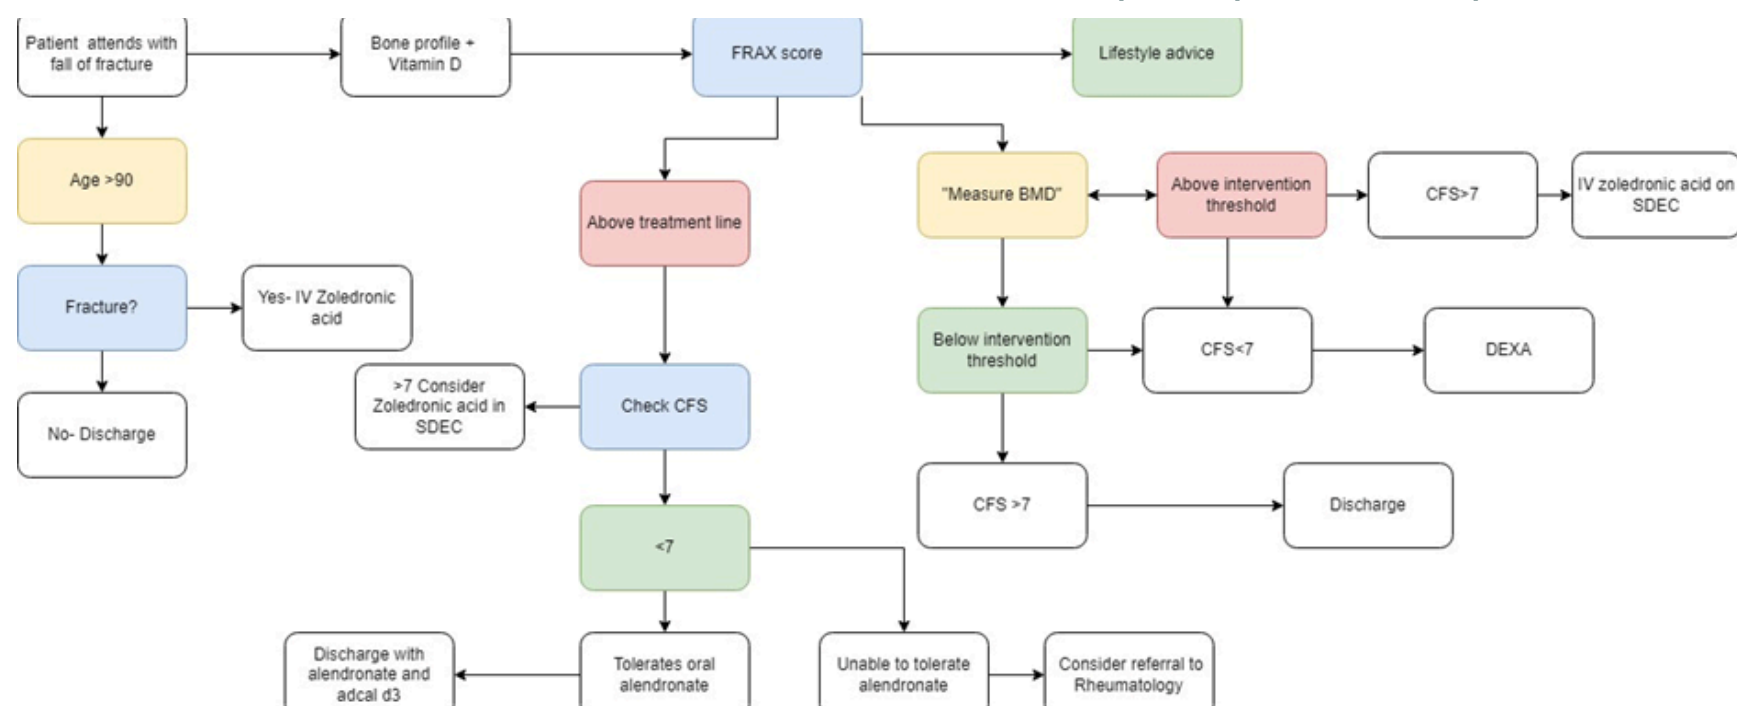 Patient attends with
fall of fracture
Bone profile +
Vitamin D
FRAX score
Lifestyle advice
Age >90
"Measure BMD"
Above intervention
threshold
CFS>7
IV zoledronic acid on
SDEC
Above treatment line
Fracture?
Yes- IV Zoledronic
acid
Below intervention
threshold
CFS<7
DEXA
>7 Consider
Zoledronic acid in
SDEC
Check CFS
No- Discharge
CFS >7
Discharge
<7
Discharge with
alendronate and
adcal d3
Tolerates oral
alendronate
Unable to tolerate
alendronate
Consider referral to
Rheumatology